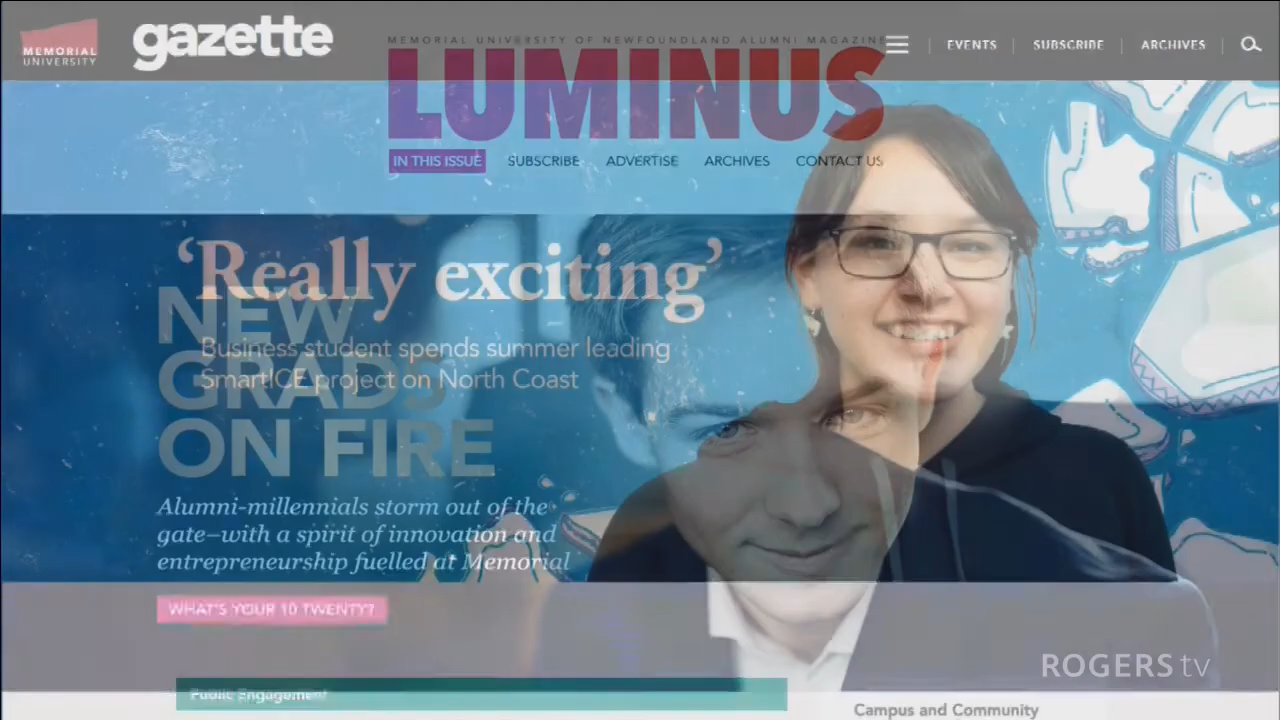 MEMORIAL
UNIVERSITY
gazette
MEMORIAL UNIVERSITY OF NEWFOUNDLAND ALUMNI MAGAZINE
EVENTS
SUBSCRIBE
ARCHIVES
LUMINUS
IN THIS ISSUE
SUBSCRIBE
ADVERTISE
ARCHIVES
CONTACT US
‘Really exciting’
Business student spends summer leading
SmartICE project on North Coast
NEW
GRADS
ON FIRE
Alumni-millennials storm out of the
gate–with a spirit of innovation and
entrepreneurship fuelled at Memorial
WHAT'S YOUR 10 TWENTY?
Public Engagement
Campus and Community
ROGERS tv